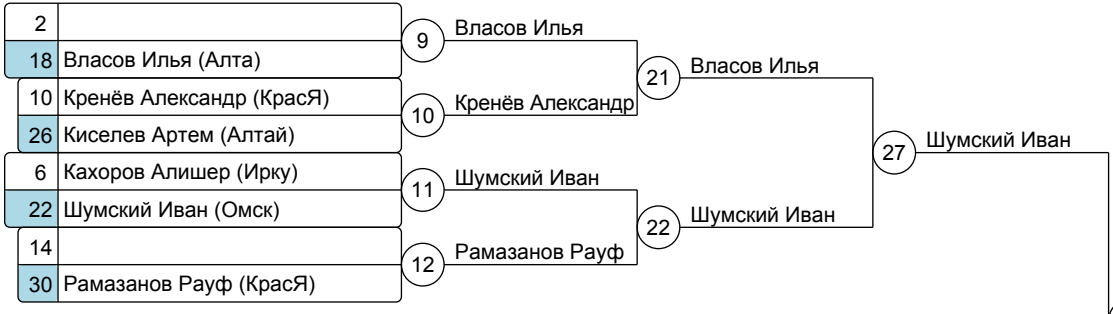 2
9
Власов Илья
18 Власов Илья (Алта)
21
Власов Илья
10 Кренёв Александр (КрасЯ)
10
Кренёв Александр
26 Киселев Артем (Алтай)
27
Шумский Иван
6 Кахоров Алишер (Ирку)
11
Шумский Иван
22 Шумский Иван (Омск)
22
Шумский Иван
14
12
Рамазанов Рауф
30 Рамазанов Рауф (КрасЯ)